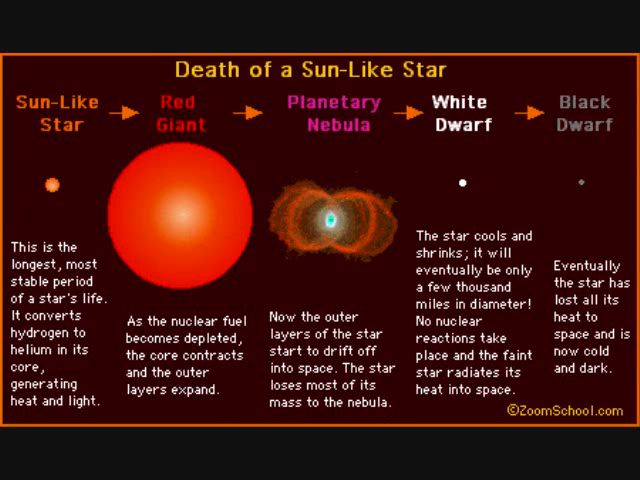 Death of a Sun-Like Star
Sun-Like
Star
Red
Giant
Planetary
Nebula
White
Dwarf
Black
Dwarf
This is the
longest, most
stable period
of a star's life.
It converts
hydrogen to
helium in its
core,
generating
heat and light.
As the nuclear fuel
becomes depleted,
the core contracts
and the outer
layers expand.
Now the outer
layers of the star
start to drift off
into space. The star
loses most of its
mass to the nebula.
The star cools and
shrinks; it will
eventually be only
a few thousand
miles in diameter!
No nuclear
reactions take
place and the faint
star radiates its
heat into space.
Eventually
the star has
lost all its
heat to
space and is
now cold
and dark.
©ZoomSchool.com